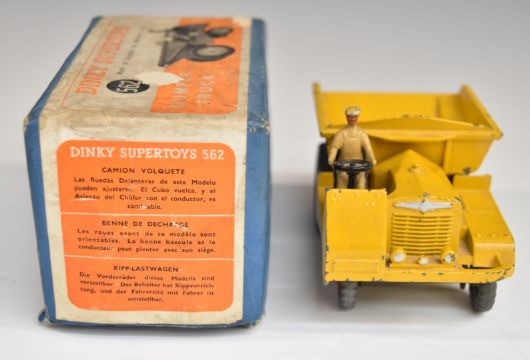 DINKY SUPERTOYS
562
DUMPER
TRUCK
DINKY SUPERTOYS 562
CAMION VOLQUETE
Las Ruedas Delanteras de este Modelo
pueden ajustarse. El Cubo vuelca, y el
Asiento del Chófer con el conductor, es
cambiable.
BENNE DE DECHARGE
Les roues avant de ce modèle sont
orientables. La benne bascule et le
conducteur peut pivoter avec son siège.
KIPP-LASTWAGEN
Die Vorderräder dieses Modells sind
verstellbar. Der Behälter hat Kippvorrich-
tung, und der Fahrersitz mit Fahrer ist
umstellbar.